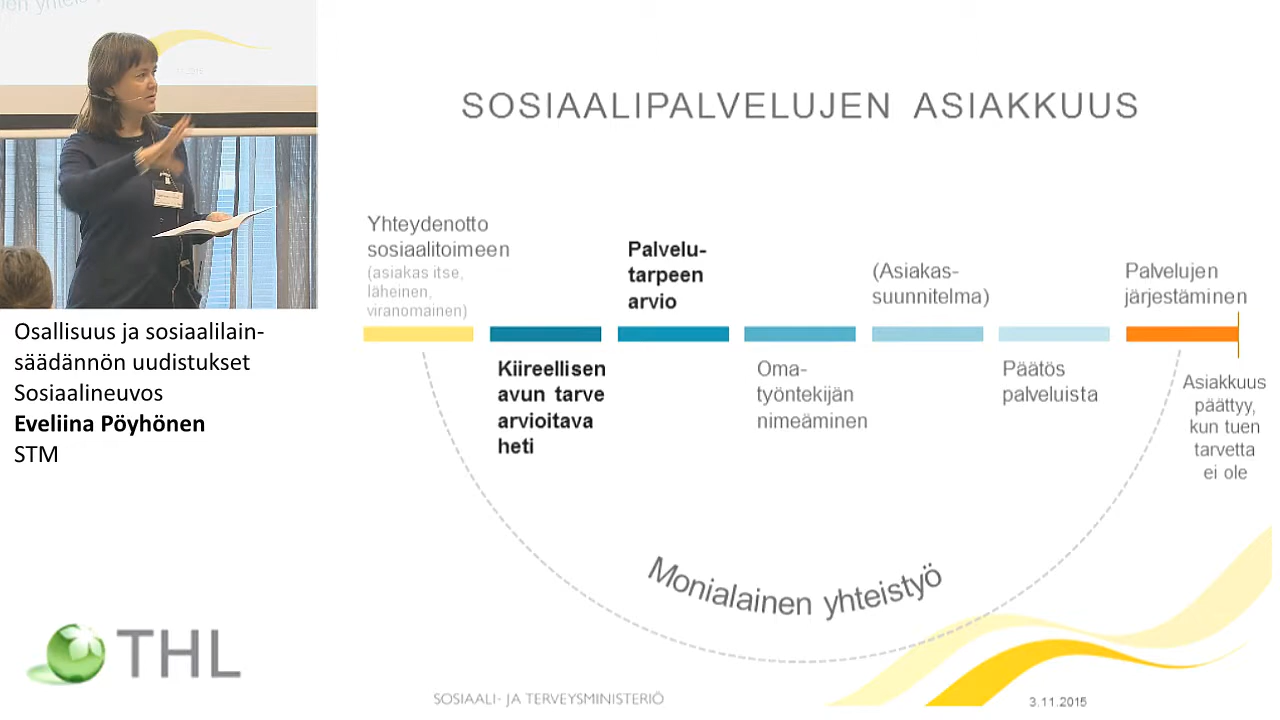 SOSIAALIPALVELUJEN ASIAKKUUS
Yhteydenotto
sosiaalitoimeen
(asiakas itse,
läheinen,
viranomainen)
Kiireellisen
avun tarve
arvioitava
heti
Palvelu-
tarpeen
arvio
Oma-
työntekijän
nimeäminen
(Asiakas-
suunnitelma)
Päätös
palveluista
Palvelujen
järjestäminen
Asiakkuus
päättyy,
kun tuen
tarvetta
ei ole
Monialainen yhteistyö
SOSIAALI- JA TERVEYSMINISTERIÖ
3.11.2015
Osallisuus ja sosiaalilain-
säädännön uudistukset
Sosiaalineuvos
Eveliina Pöyhönen
STM
THL